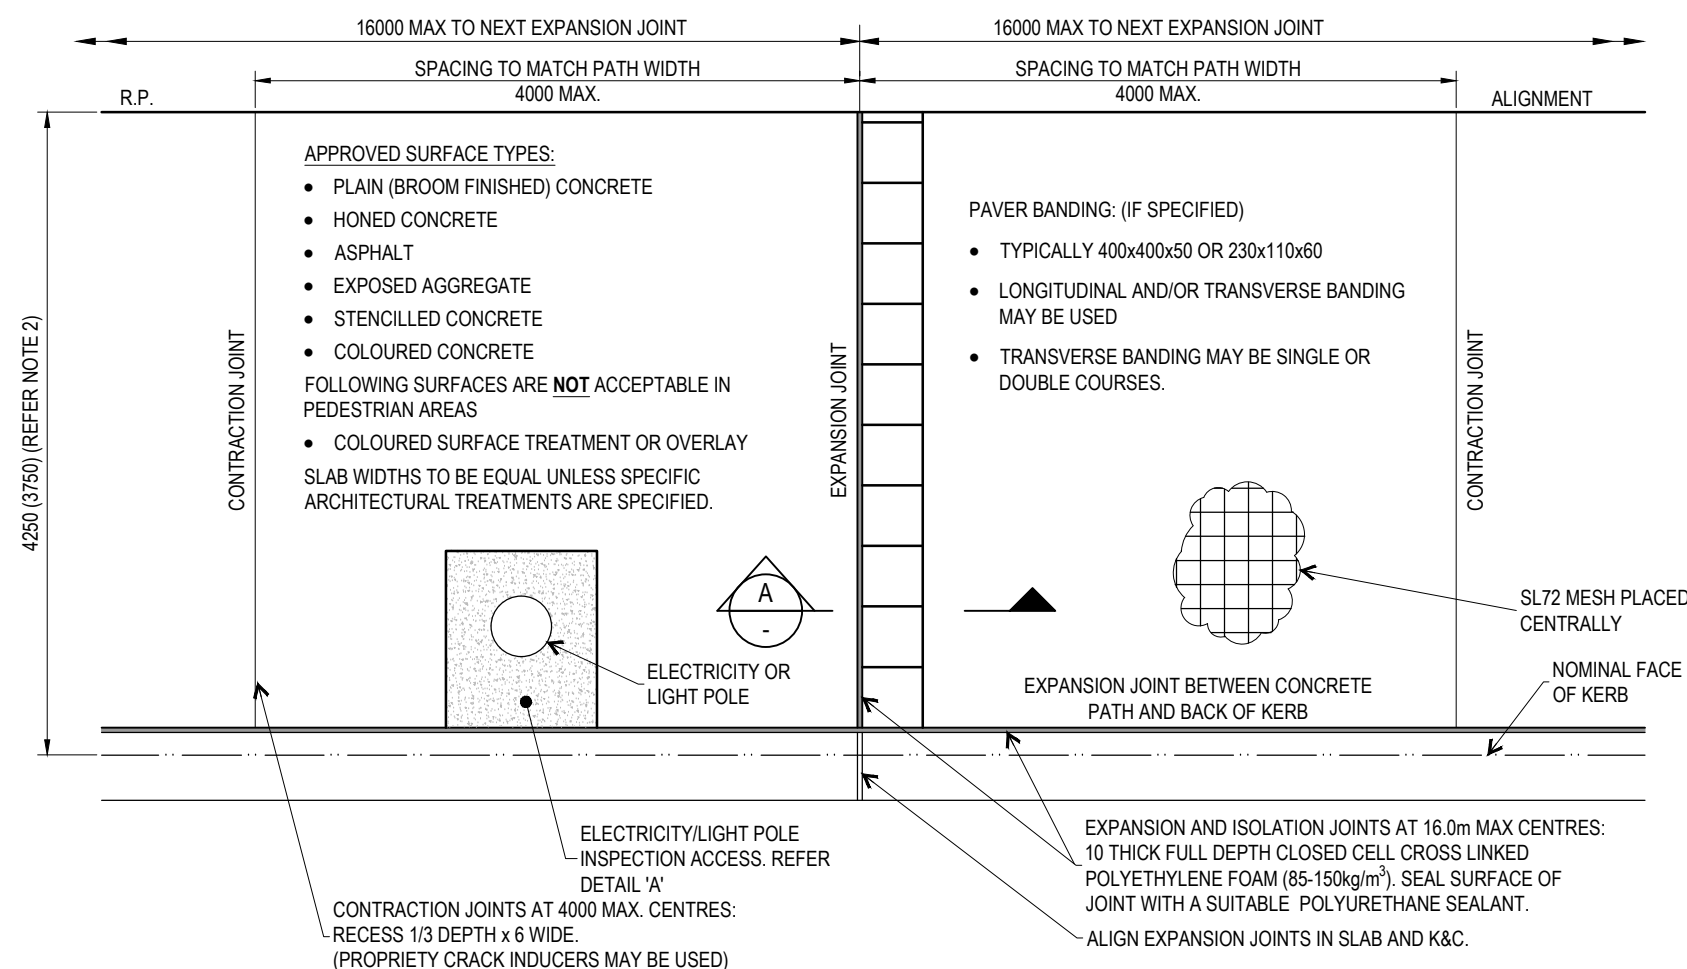 16000 MAX TO NEXT EXPANSION JOINT
16000 MAX TO NEXT EXPANSION JOINT
SPACING TO MATCH PATH WIDTH
4000 MAX.
SPACING TO MATCH PATH WIDTH
4000 MAX.
R.P.
ALIGNMENT
4250 (3750) (REFER NOTE 2)
CONTRACTION JOINT
APPROVED SURFACE TYPES:
• PLAIN (BROOM FINISHED) CONCRETE
• HONED CONCRETE
• ASPHALT
• EXPOSED AGGREGATE
• STENCILLED CONCRETE
• COLOURED CONCRETE
FOLLOWING SURFACES ARE NOT ACCEPTABLE IN
PEDESTRIAN AREAS
• COLOURED SURFACE TREATMENT OR OVERLAY
SLAB WIDTHS TO BE EQUAL UNLESS SPECIFIC
ARCHITECTURAL TREATMENTS ARE SPECIFIED.
EXPANSION JOINT
PAVER BANDING: (IF SPECIFIED)
• TYPICALLY 400x400x50 OR 230x110x60
• LONGITUDINAL AND/OR TRANSVERSE BANDING
MAY BE USED
• TRANSVERSE BANDING MAY BE SINGLE OR
DOUBLE COURSES.
CONTRACTION JOINT
A
-
ELECTRICITY OR
LIGHT POLE
SL72 MESH PLACED
CENTRALLY
EXPANSION JOINT BETWEEN CONCRETE
PATH AND BACK OF KERB
NOMINAL FACE
OF KERB
ELECTRICITY/LIGHT POLE
INSPECTION ACCESS. REFER
DETAIL 'A'
CONTRACTION JOINTS AT 4000 MAX. CENTRES:
RECESS 1/3 DEPTH x 6 WIDE.
(PROPRIETY CRACK INDUCERS MAY BE USED)
EXPANSION AND ISOLATION JOINTS AT 16.0m MAX CENTRES:
10 THICK FULL DEPTH CLOSED CELL CROSS LINKED
POLYETHYLENE FOAM (85-150kg/m³). SEAL SURFACE OF
JOINT WITH A SUITABLE POLYURETHANE SEALANT.
ALIGN EXPANSION JOINTS IN SLAB AND K&C.